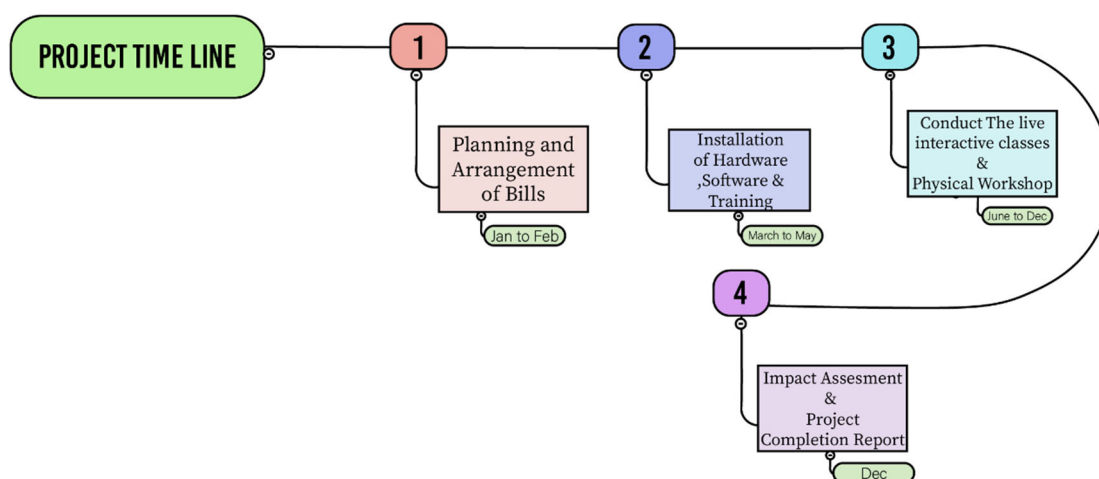 PROJECT TIME LINE
1
Planning and
Arrangement
of Bills
Jan to Feb
2
Installation
of Hardware
,Software &
Training
March to May
3
Conduct The live
interactive classes
&
Physical Workshop
June to Dec
4
Impact Assesment
&
Project
Completion Report
Dec